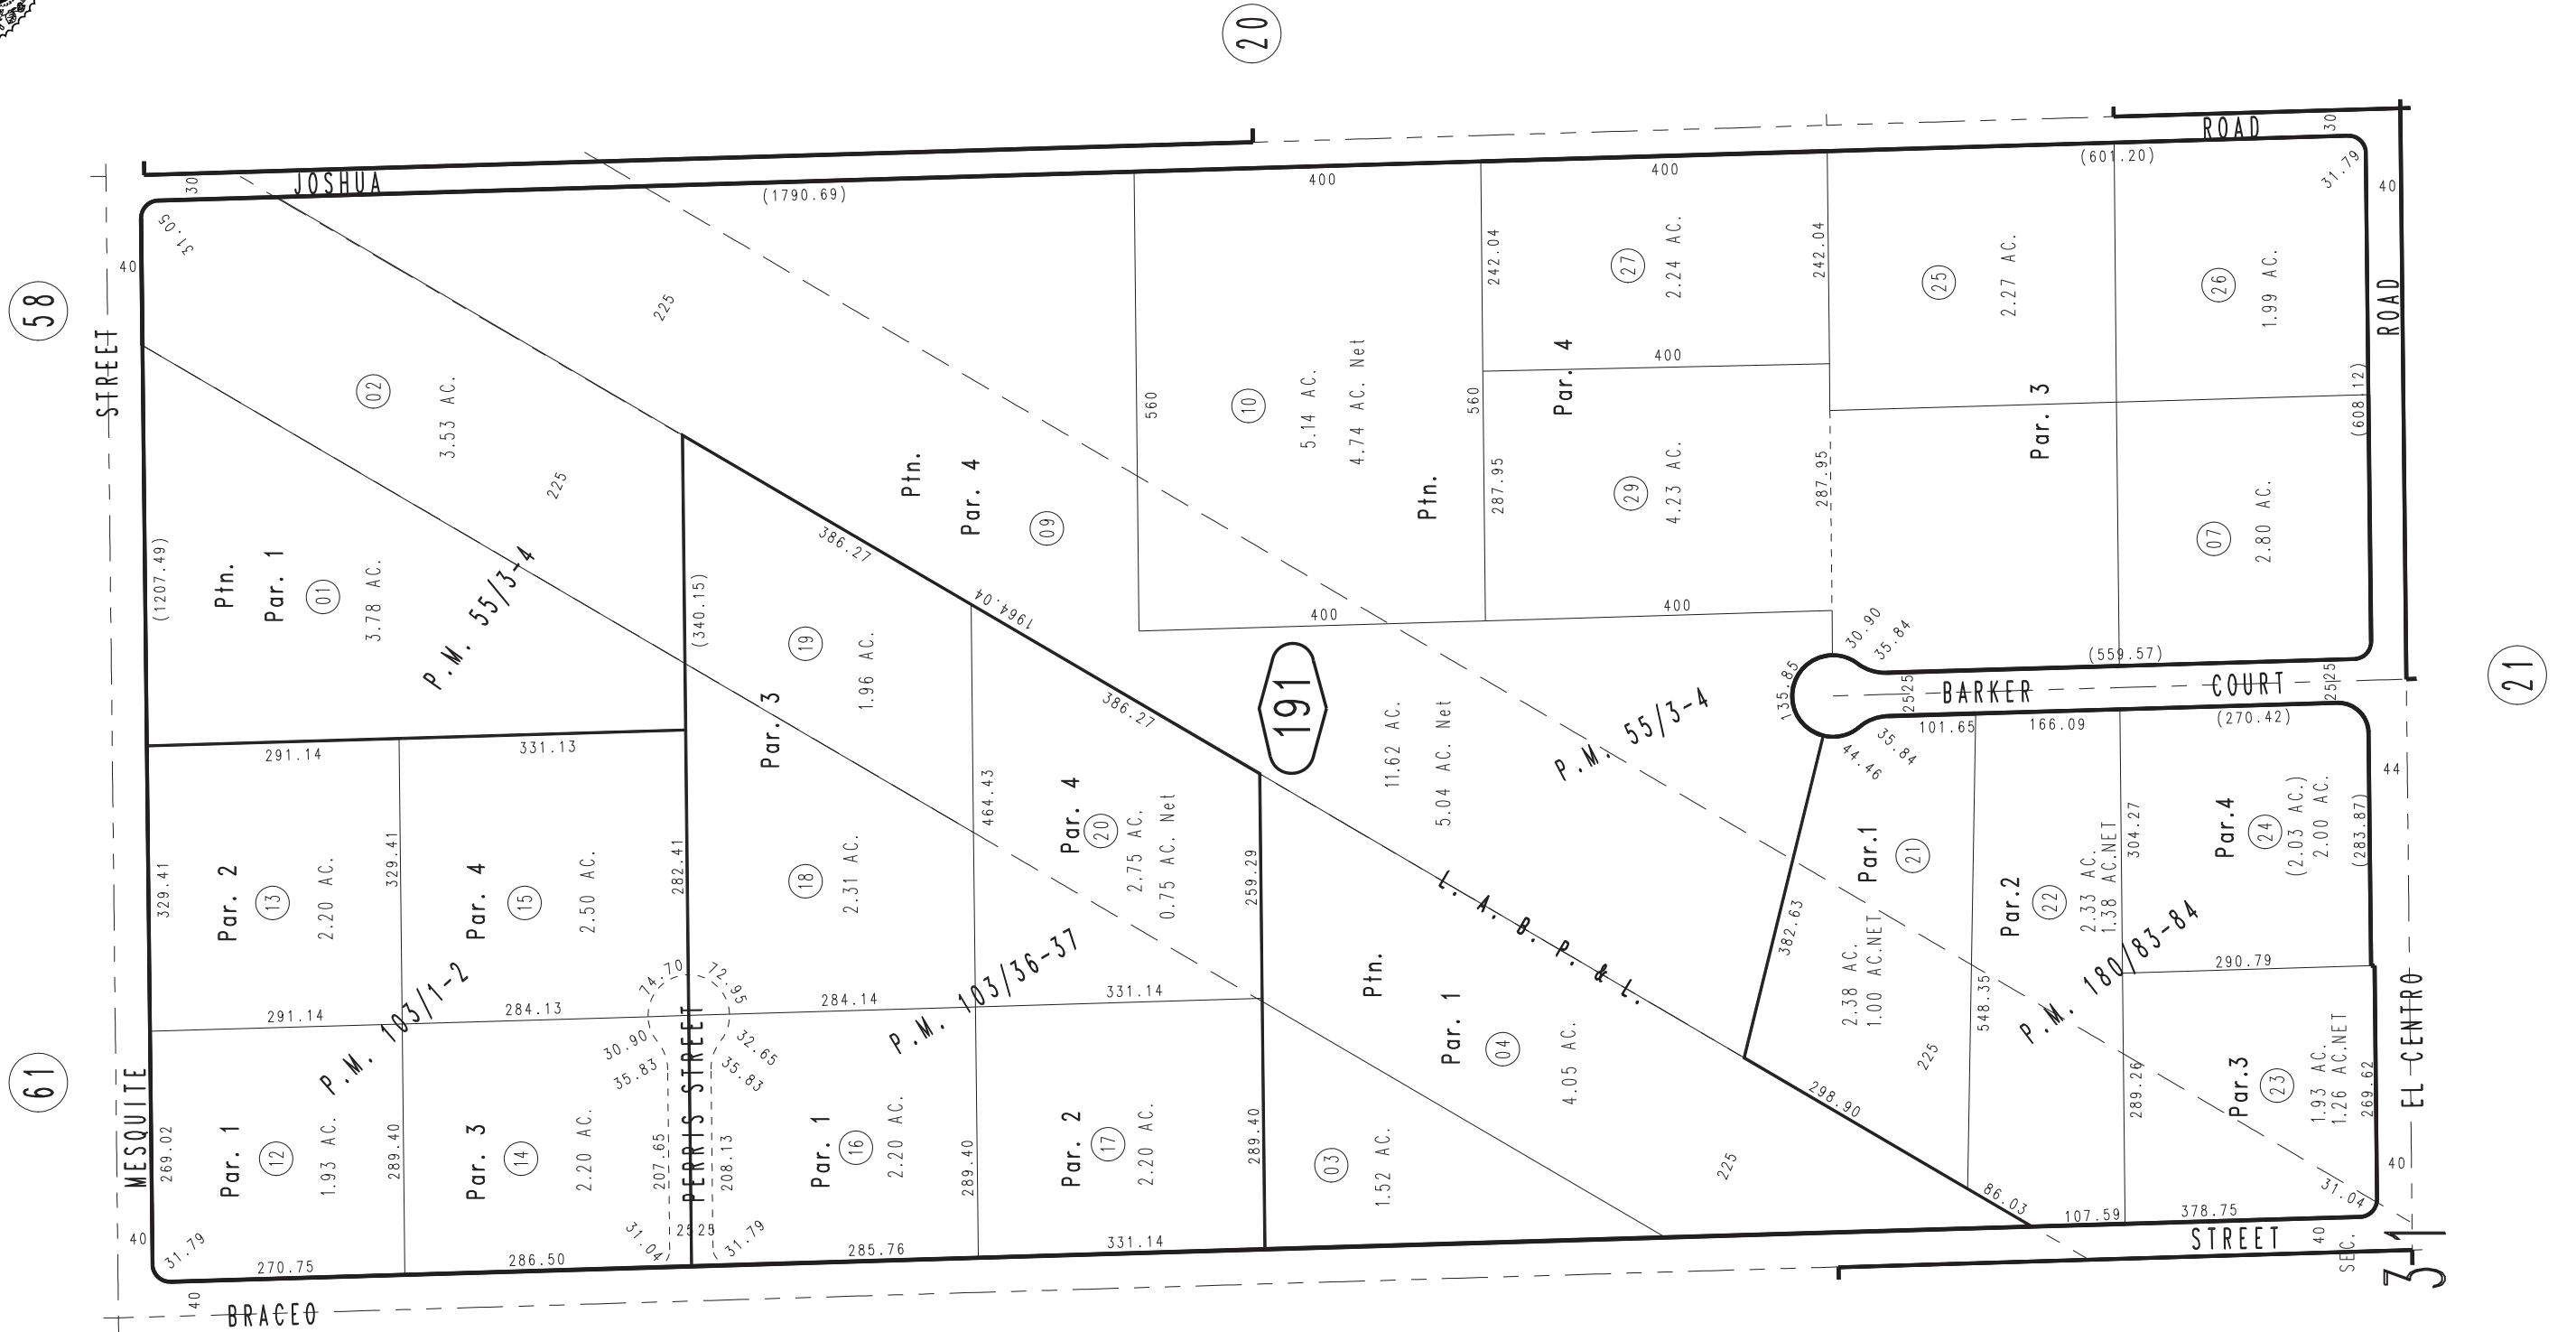 20
58
61
21
191
31
SEC.
JOSHUA
ROAD
30
30
(1790.69)
400
400
(601.20)
31.79
40
31.05
40
STREET
MESQUITE
ROAD
EL CENTRO
(1207.49)
Ptn.
Par. 1
01
3.78 AC.
P.M. 55/3-4
02
3.53 AC.
225
225
Ptn.
Par. 4
09
11.62 AC.
5.04 AC. Net
386.27
1964.04
386.27
560
10
5.14 AC.
4.74 AC. Net
560
Ptn.
Par. 4
400
242.04
27
2.24 AC.
242.04
400
287.95
29
4.23 AC.
287.95
400
25
2.27 AC.
Par. 3
26
1.99 AC.
(608.12)
07
2.80 AC.
(559.57)
30.90
35.84
135.85
25
25
BARKER
COURT
25
25
P.M. 55/3-4
101.65
166.09
(270.42)
35.84
44.46
44
382.63
Par.1
21
2.38 AC.
1.00 AC.NET
225
548.35
Par.2
22
2.33 AC.
1.38 AC.NET
304.27
289.26
P.M. 180/83-84
Par.4
24
(2.03 AC.)
2.00 AC.
(283.87)
290.79
Par.3
23
1.93 AC.
1.26 AC.NET
269.62
40
31.04
298.90
86.03
107.59
378.75
STREET
40
L. A. D. P. & L.
Ptn.
Par. 1
04
4.05 AC.
225
03
1.52 AC.
(340.15)
19
1.96 AC.
Par. 3
18
2.31 AC.
464.43
Par. 4
20
2.75 AC.
0.75 AC. Net
259.29
P.M. 103/36-37
284.14
331.14
291.14
331.13
329.41
Par. 2
13
2.20 AC.
329.41
Par. 4
15
2.50 AC.
282.41
291.14
284.13
P.M. 103/1-2
74.70
72.95
30.90
35.83
32.65
35.83
PERRIS STREET
207.65
208.13
25
25
31.04
31.79
269.02
Par. 1
12
1.93 AC.
289.40
Par. 3
14
2.20 AC.
Par. 1
16
2.20 AC.
289.40
Par. 2
17
2.20 AC.
289.40
40
31.79
270.75
286.50
285.76
331.14
40
BRACEO